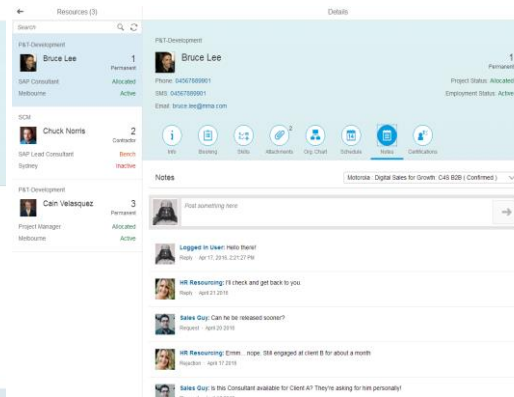 Resources (3)
Details
Search
P&T-Development
Bruce Lee
1
Permanent
SAP Consultant
Allocated
Melbourne
Active
SCM
Chuck Norris
2
Contractor
SAP Lead Consultant
Bench
Sydney
Inactive
P&T-Development
Cain Velasquez
3
Permanent
Project Manager
Allocated
Melbourne
Active
P&T-Development
Bruce Lee
1
Permanent
Phone: 04567889901
Project Status: Allocated
SMS: 04567889901
Employment Status: Active
Email: bruce.lee@mma.com
2
Info
Booking
Skills
Attachments
Org. Chart
Schedule
Notes
Certifications
Notes
Motorola : Digital Sales for Growth: C4S B2B ( Confirmed )
Post something here
Logged In User: Hello there!
Reply · Apr 17, 2016, 2:21:27 PM
HR Resourcing: I'll check and get back to you
Reply · April 21 2016
Sales Guy: Can he be released sooner?
Request · April 20 2016
HR Resourcing: Ermm... nope. Still engaged at client B for about a month
Rejection · April 17 2016
Sales Guy: Is this Consultant available for Client A? They're asking for him personally!